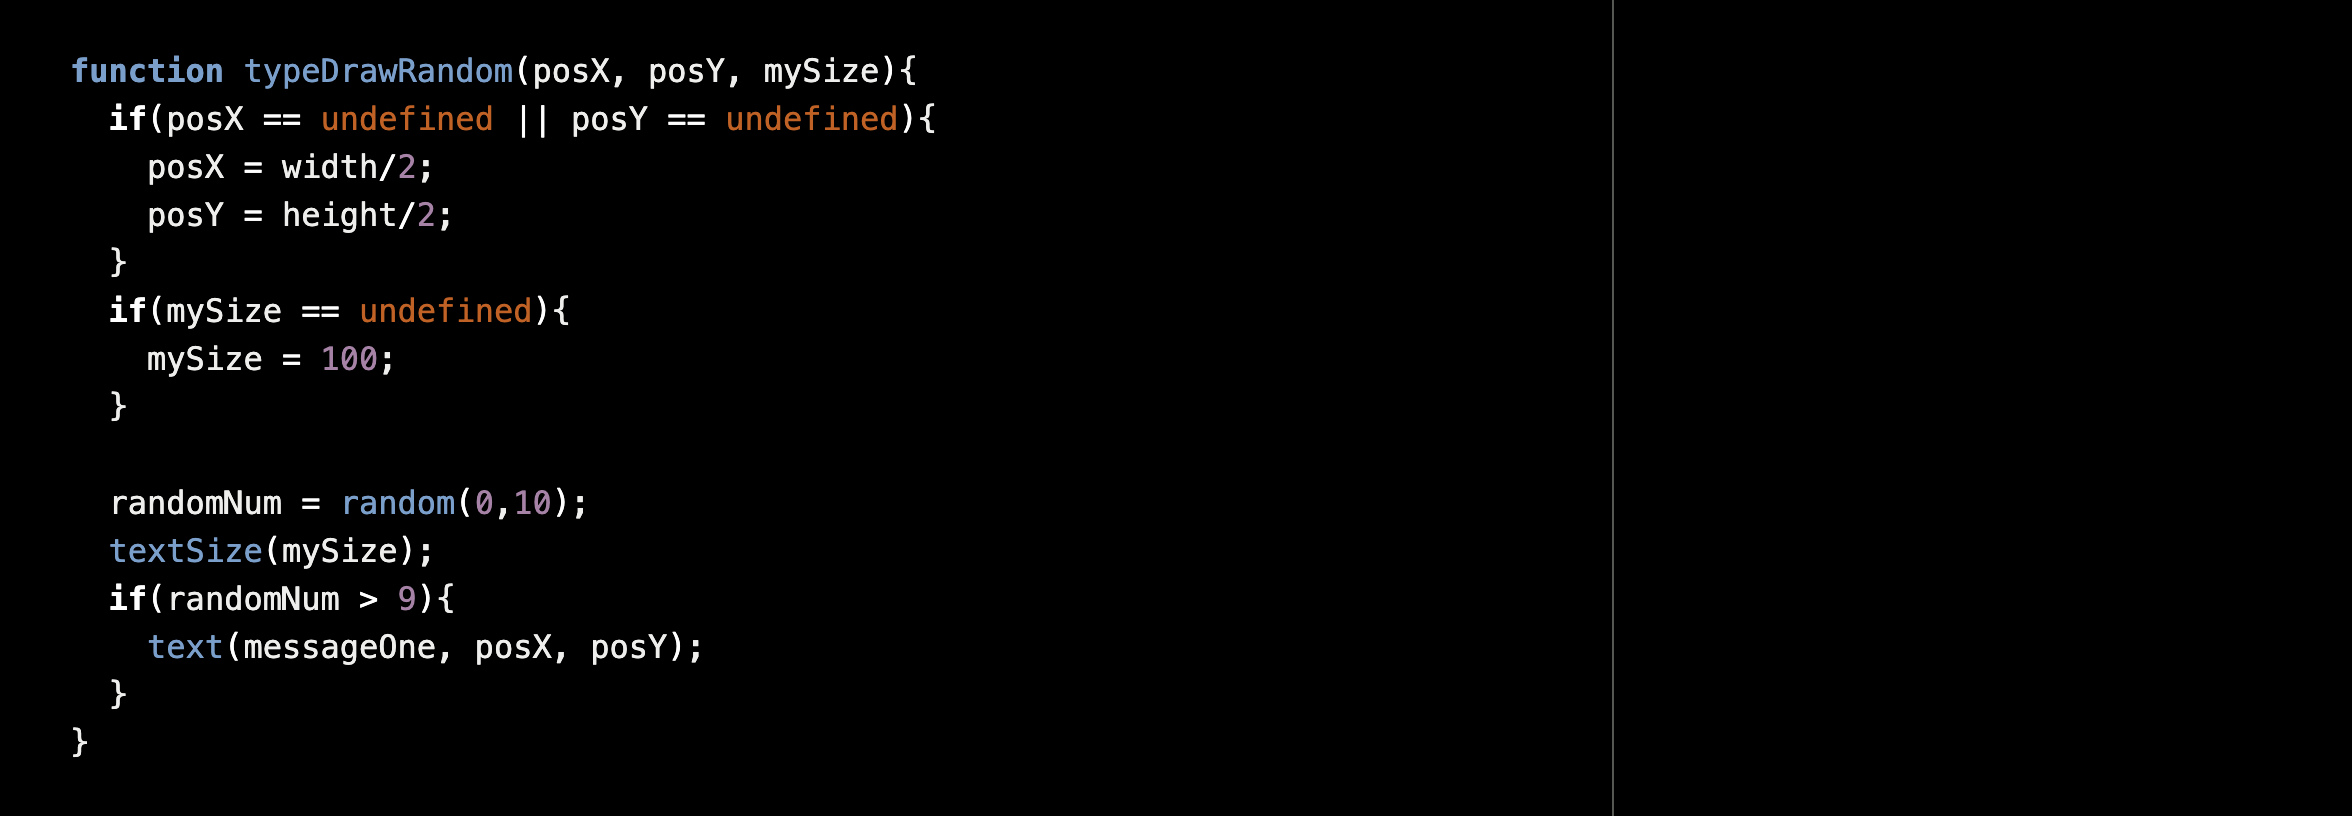 function typeDrawRandom(posX, posY, mySize){
  if(posX == undefined || posY == undefined){
    posX = width/2;
    posY = height/2;
  }
  if(mySize == undefined){
    mySize = 100;
  }

  randomNum = random(0,10);
  textSize(mySize);
  if(randomNum > 9){
    text(messageOne, posX, posY);
  }
}